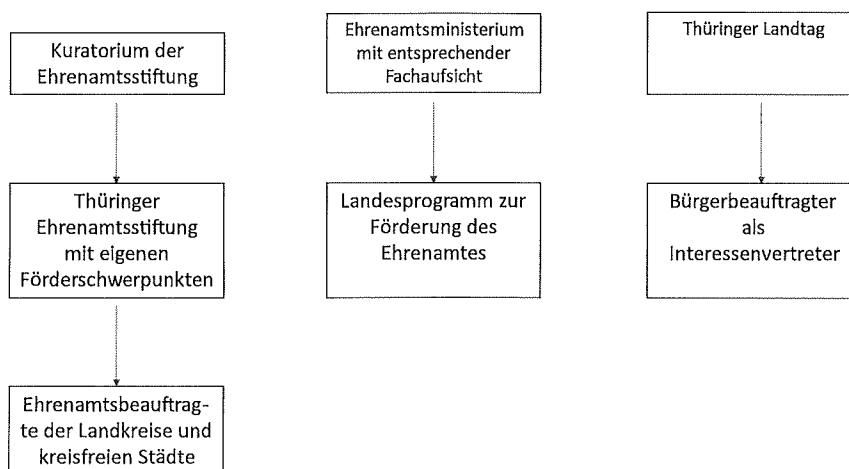 Kuratorium der
Ehrenamtsstiftung
Ehrenamtsministerium
mit entsprechender
Fachaufsicht
Thüringer Landtag
Thüringer
Ehrenamtsstiftung
mit eigenen
Förderschwerpunkten
Landesprogramm zur
Förderung des
Ehrenamtes
Bürgerbeauftragter
als
Interessenvertreter
Ehrenamtsbeauftrag-
te der Landkreise und
kreisfreien Städte